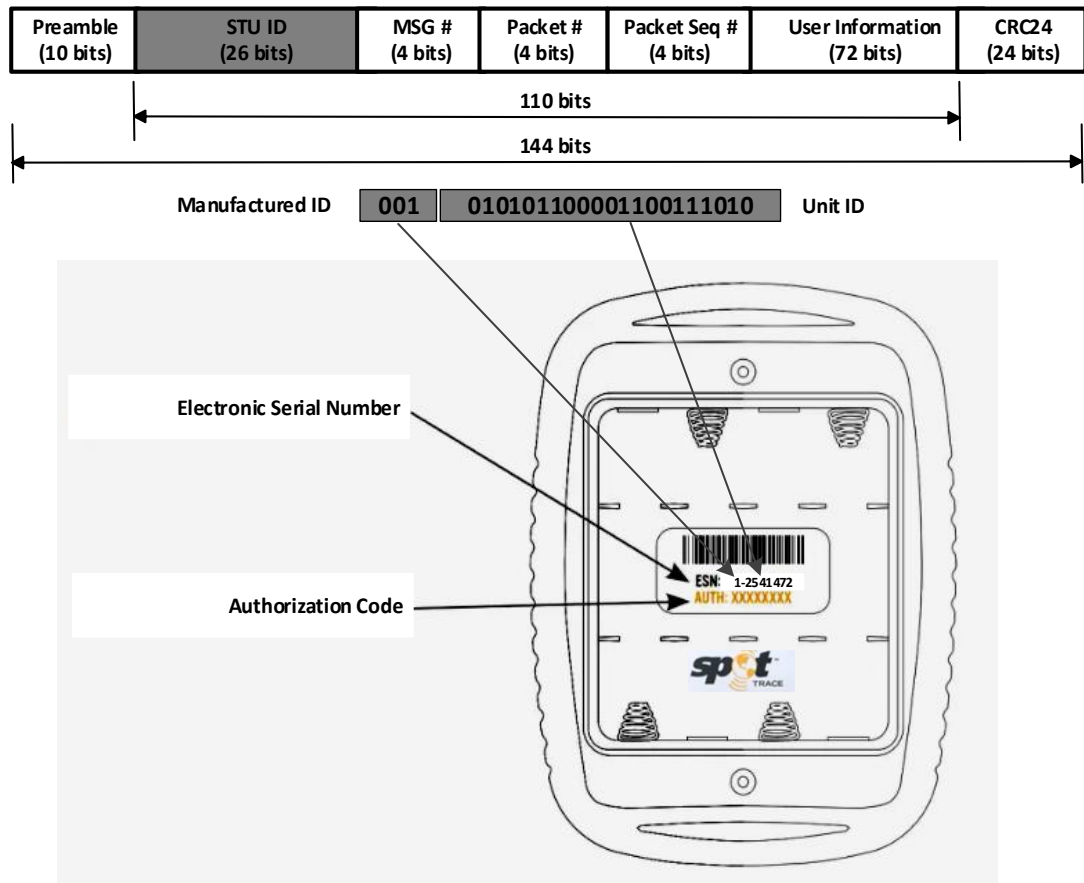 Preamble (10 bits)
STU ID (26 bits)
MSG # (4 bits)
Packet # (4 bits)
Packet Seq # (4 bits)
User Information (72 bits)
CRC24 (24 bits)
110 bits
144 bits
Manufactured ID 001 01010110000110011101010 Unit ID
Electronic Serial Number
ESN: 1-2541472
Authorization Code
AUTH: XXXXXXXX
spot
TRACE